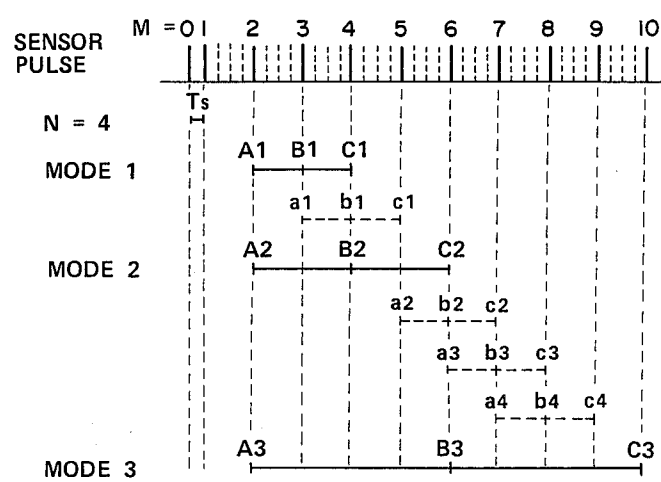 M = 0 1 2 3 4 5 6 7 8 9 10
SENSOR
PULSE
Ts
N = 4
A1 B1 C1
MODE 1
a1 b1 c1
A2 B2 C2
MODE 2
a2 b2 c2
a3 b3 c3
a4 b4 c4
A3 B3 C3
MODE 3